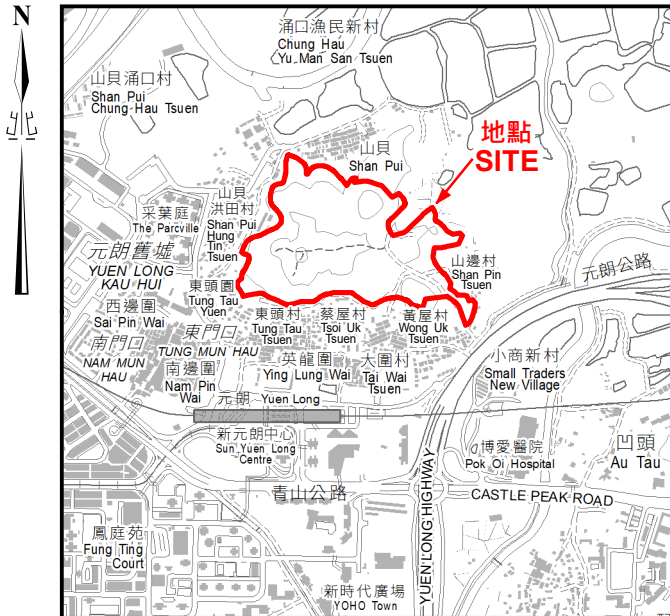 N
北
涌口漁民新村
Chung Hau
Yu Man San Tsuen
山貝涌口村
Shan Pui
Chung Hau Tsuen
山貝
Shan Pui
地點
SITE
山貝
洪田村
Shan Pui
Hung
Tin
Tsuen
采葉庭
The Parcville
元朗舊墟
YUEN LONG
KAU HUI
山邊村
Shan Pin
Tsuen
元朗公路
東頭園
Tung Tau
Yuen
西邊圍
Sai Pin Wai
東頭村
Tung Tau
Tsuen
蔡屋村
Tsoi Uk
Tsuen
黃屋村
Wong Uk
Tsuen
東門口
TUNG MUN HAU
南門口
NAM MUN
HAU
南邊圍
Nam Pin
Wai
英龍圍
Ying Lung Wai
大圍村
Tai Wai
Tsuen
小商新村
Small Traders
New Village
元朗 Yuen Long
新元朗中心
Sun Yuen Long
Centre
博愛醫院
Pok Oi Hospital
凹頭
Au Tau
青山公路
CASTLE PEAK ROAD
YUEN LONG HIGHWAY
鳳庭苑
Fung Ting
Court
新時代廣場
YOHO Town